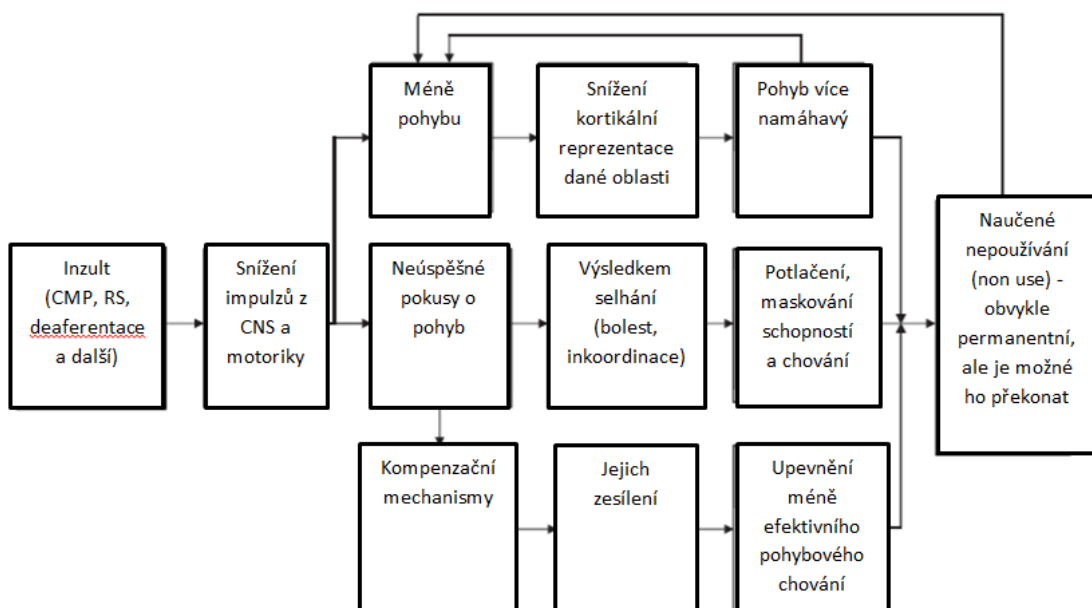 Méně
pohybu
Snížení
kortikální
reprezentace
dané oblasti
Pohyb více
namáhavý
Inzult
(CMP, RS,
deaferentace
a další)
Snížení
impulzů z
CNS a
motoriky
Neúspěšné
pokusy o
pohyb
Výsledkem
selhání
(bolest,
inkoordinace)
Potlačení,
maskování
schopností
a chování
Naučené
nepoužívání
(non use) -
obvykle
permanentní,
ale je možné
ho překonat
Kompenzační
mechanismy
Jejich
zesílení
Upevnění
méně
efektivního
pohybového
chování